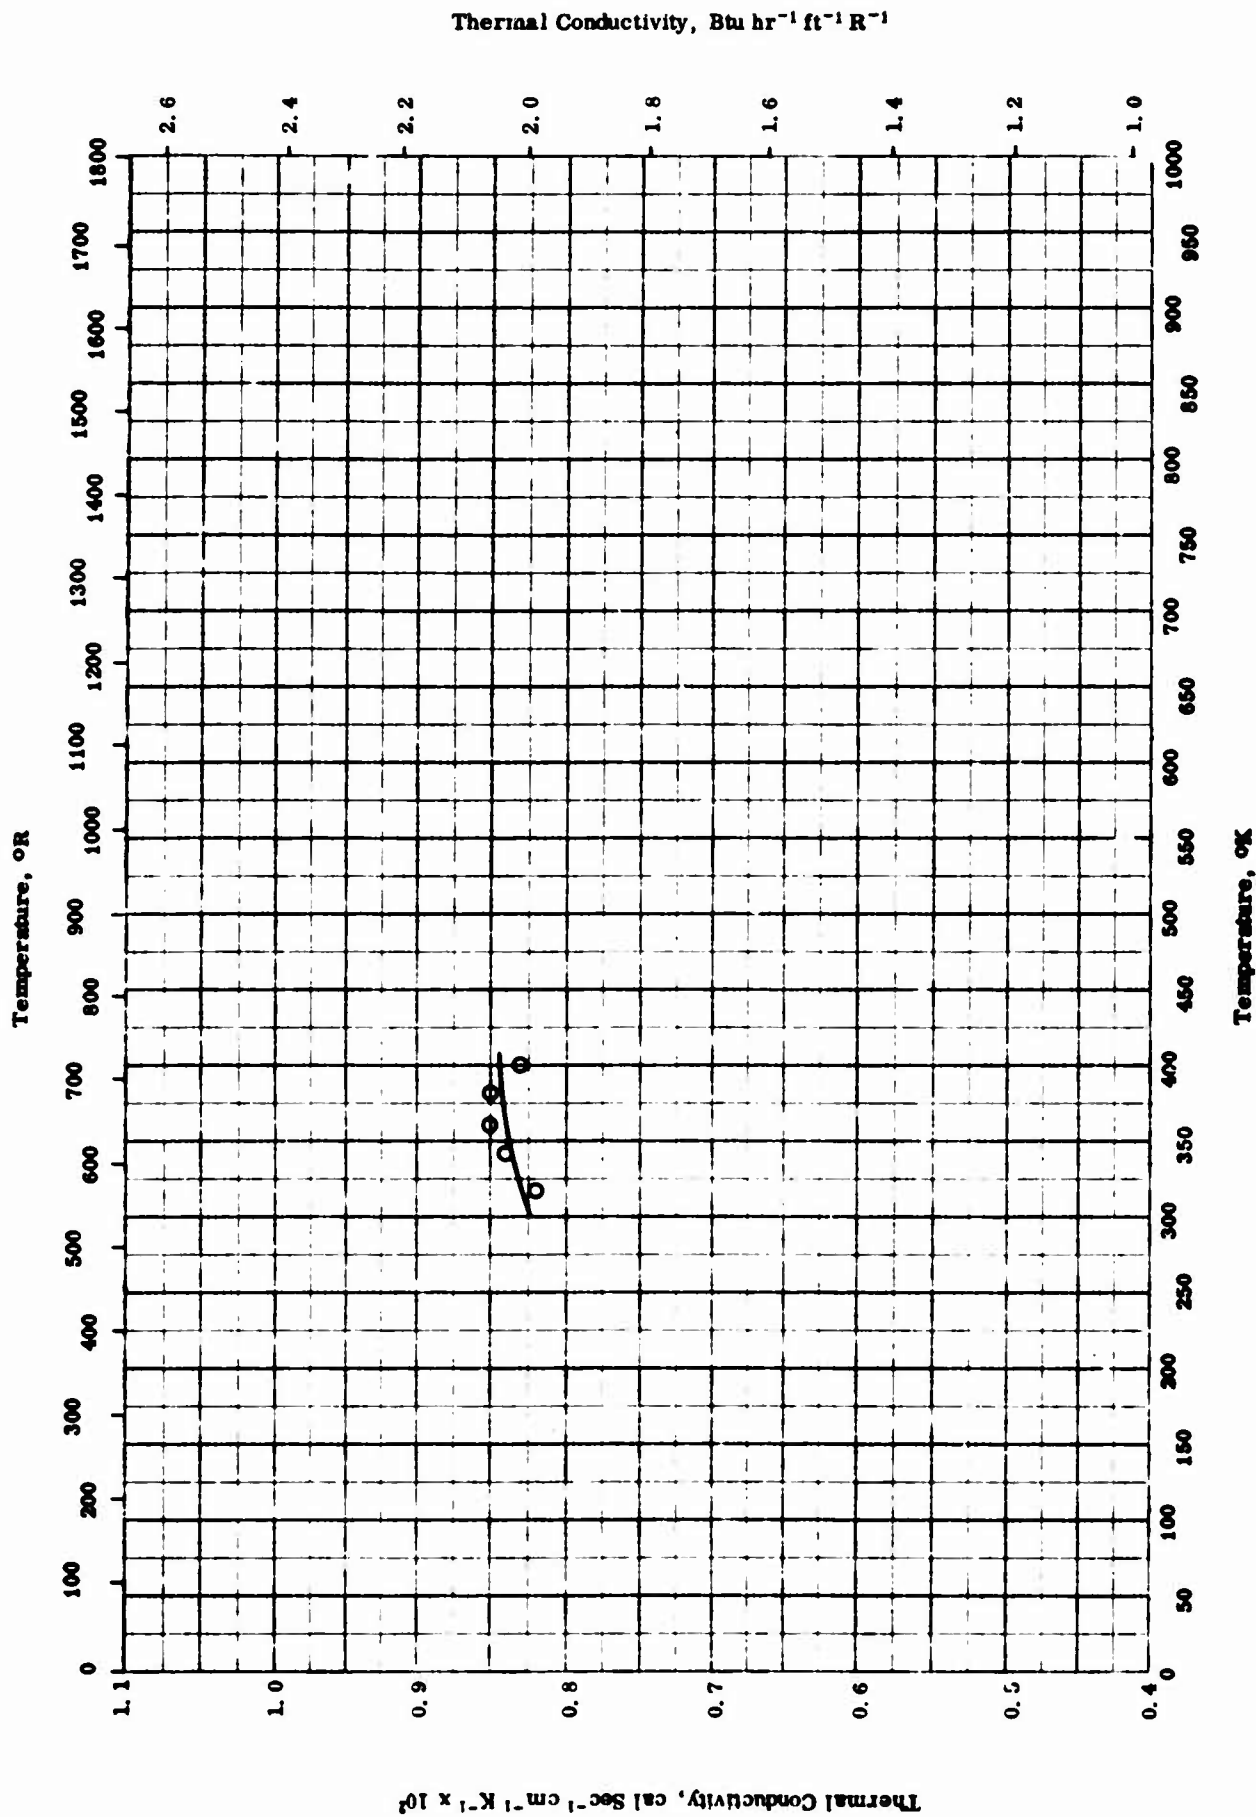 Thermal Conductivity, Btu hr⁻¹ ft⁻¹ R⁻¹
2.6 2.4 2.2 2.0 1.8 1.6 1.4 1.2 1.0
Temperature, °R
0 100 200 300 400 500 600 700 800 900 1000 1100 1200 1300 1400 1500 1600 1700 1800
1.1 1.0 0.9 0.8 0.7 0.6 0.5 0.4
0 50 100 150 200 250 300 350 400 450 500 550 600 650 700 750 800 850 900 950 1000
Temperature, °K
Thermal Conductivity, cal Sec⁻¹ cm⁻¹ K⁻¹ x 10²